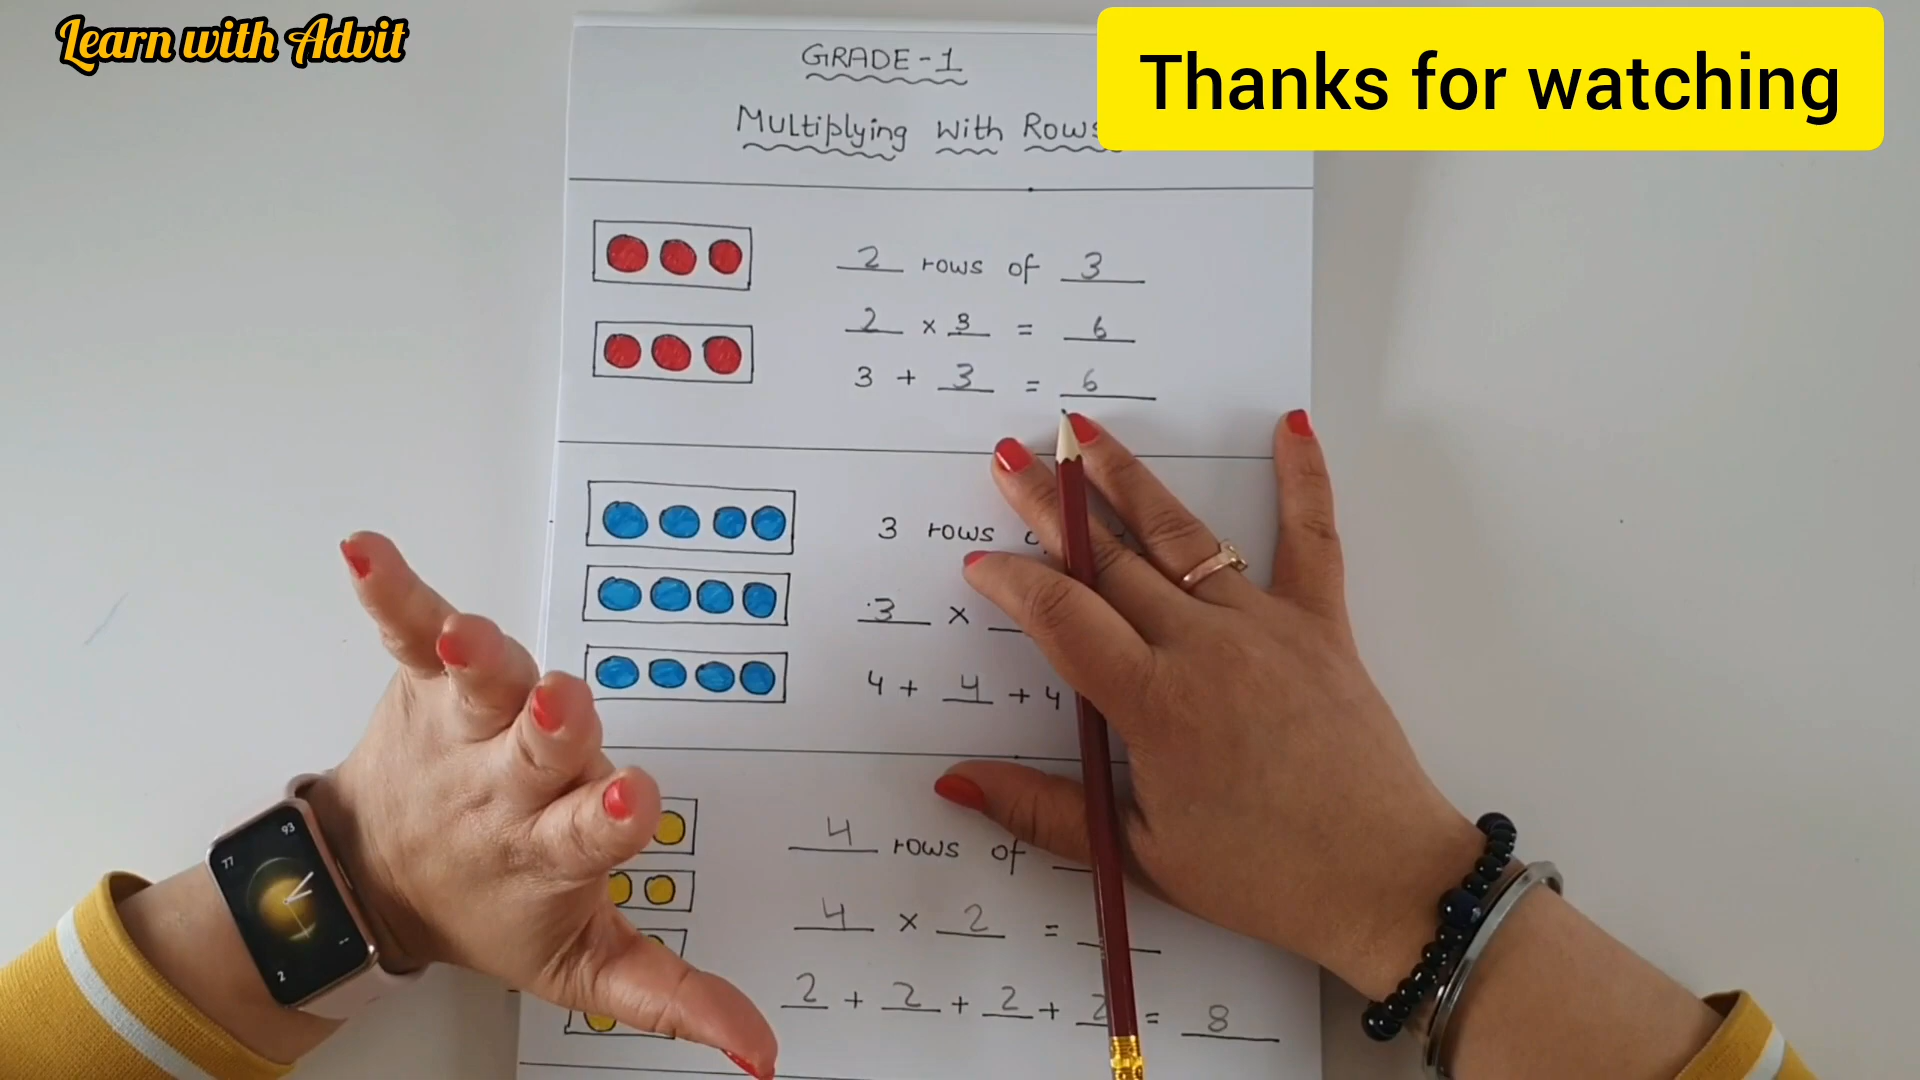 Learn with Advit
Thanks for watching
GRADE-1
Multiplying with Rows
2 rows of 3
2 × 3 = 6
3 + 3 = 6
3 rows
3 ×
4 + 4 + 4
4 rows of
4 × 2 =
2 + 2 + 2 + 2 = 8